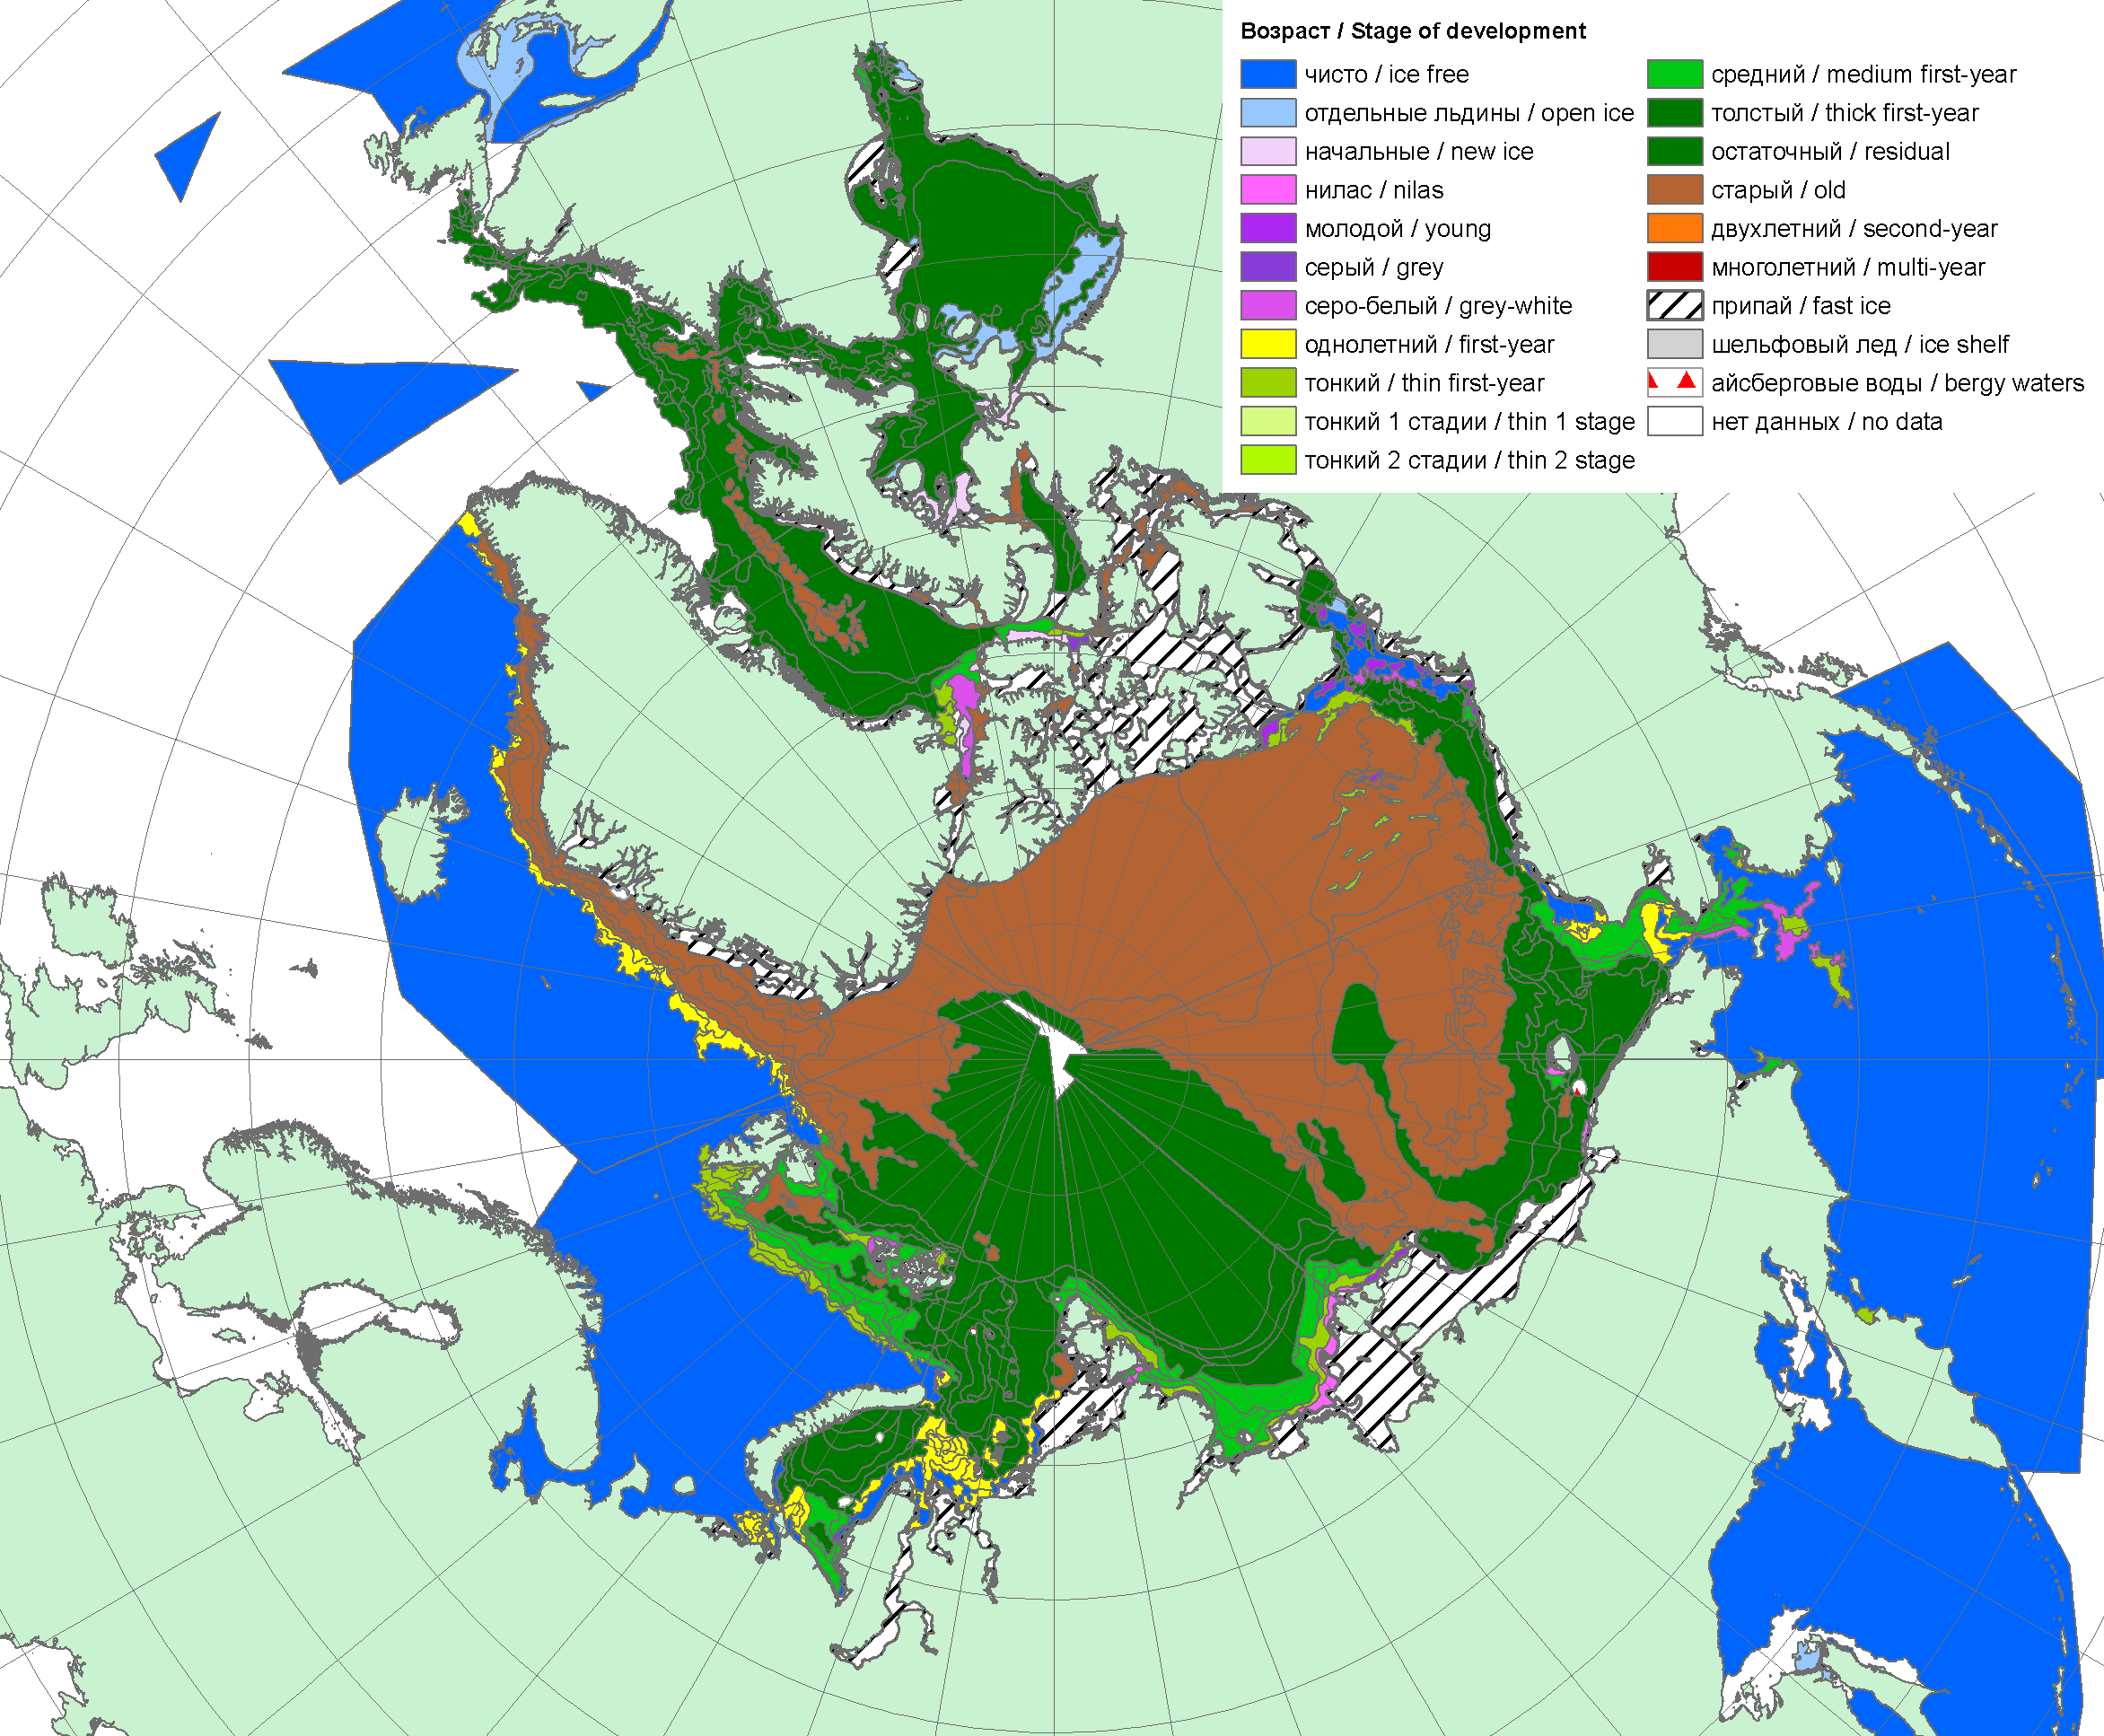 Возраст / Stage of development
чисто / ice free
отдельные льдины / open ice
начальные / new ice
нилас / nilas
молодой / young
серый / grey
серо-белый / grey-white
однолетний / first-year
тонкий / thin first-year
тонкий 1 стадии / thin 1 stage
тонкий 2 стадии / thin 2 stage
средний / medium first-year
толстый / thick first-year
остаточный / residual
старый / old
двухлетний / second-year
многолетний / multi-year
припай / fast ice
шельфовый лед / ice shelf
айсберговые воды / bergy waters
нет данных / no data